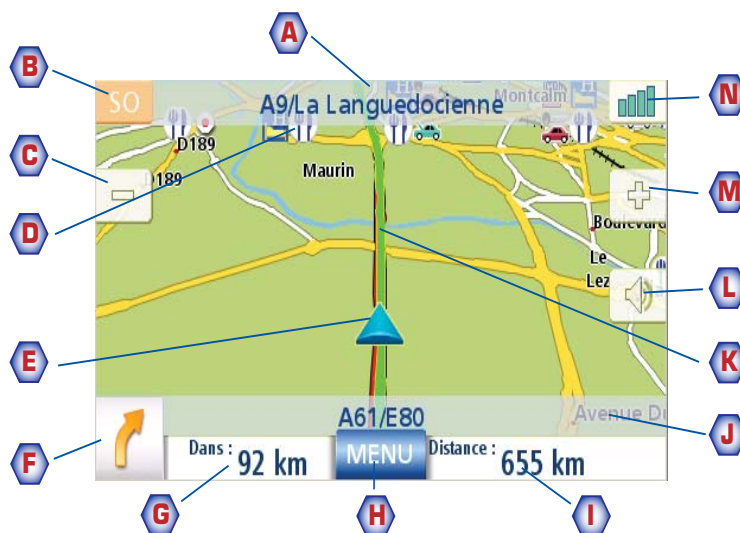 A
B
SO
N
A9/La Languedocienne
Montcalm
D189
C
D189
Maurin
M
D
Boulevard
Le
Lez
L
E
K
A61/E80
Avenue Du
J
F
Dans : 92 km
MENU
Distance : 655 km
G
H
I